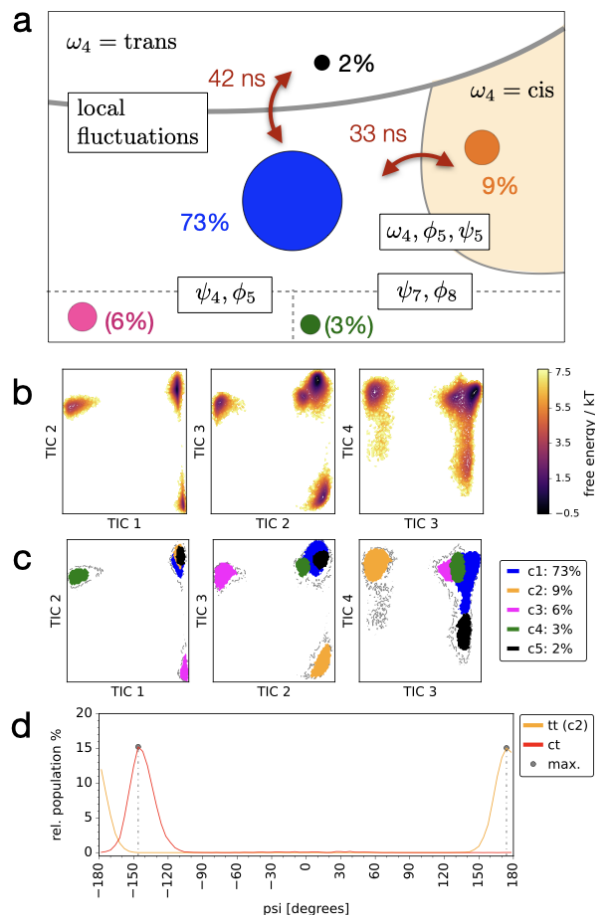 a
ω₄ = trans
2%
42 ns
ω₄ = cis
local
fluctuations
33 ns
9%
73%
ω₄, ϕ₅, ψ₅
ψ₄, ϕ₅
ψ₇, ϕ₈
(6%)
(3%)
b
TIC 2
TIC 1
TIC 3
TIC 2
TIC 4
TIC 3
7.5
5.5
3.5
1.5
−0.5
free energy / kT
c
TIC 2
TIC 1
TIC 3
TIC 2
TIC 4
TIC 3
c1: 73%
c2: 9%
c3: 6%
c4: 3%
c5: 2%
d
rel. population %
20
15
10
5
0
−180
−150
−120
−90
−60
−30
0
30
60
90
120
150
180
psi [degrees]
tt (c2)
ct
max.